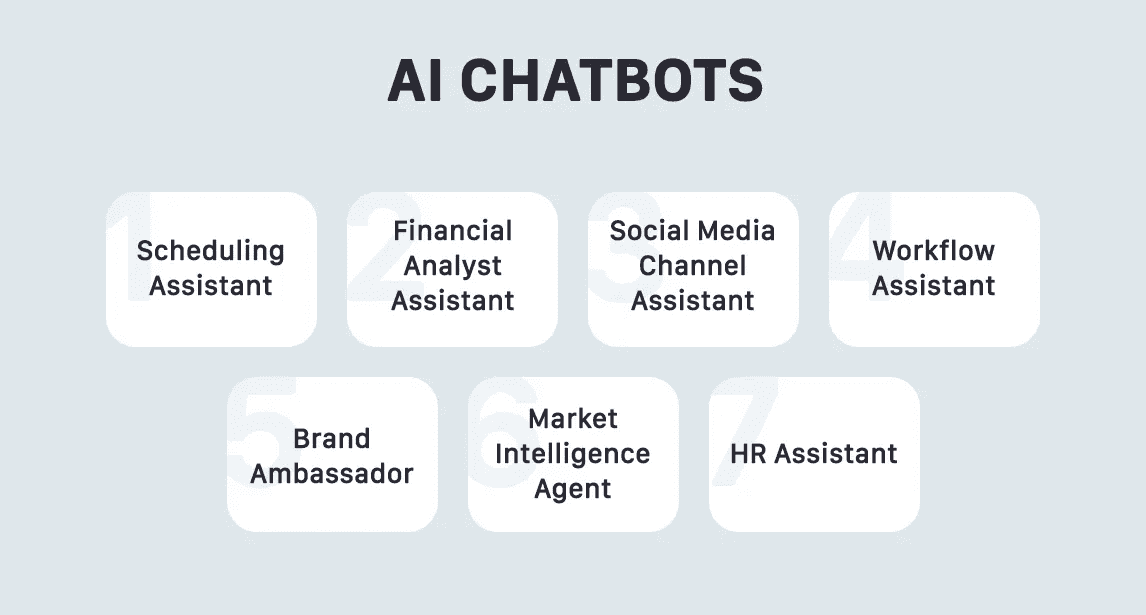 AI CHATBOTS
1
Scheduling
Assistant
2
Financial
Analyst
Assistant
3
Social Media
Channel
Assistant
4
Workflow
Assistant
5
Brand
Ambassador
6
Market
Intelligence
Agent
7
HR Assistant